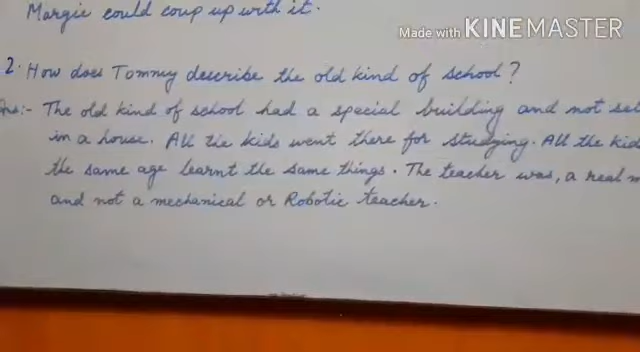 Margie could coup up with it.
Made with KINEMASTER
2. How does Tommy describe the old kind of school?
Ans:- The old kind of school had a special building and not
in a house. All the kids went there for studying. All the
the same age learnt the same things. The teacher was, a real
and not a mechanical or Robotic teacher.